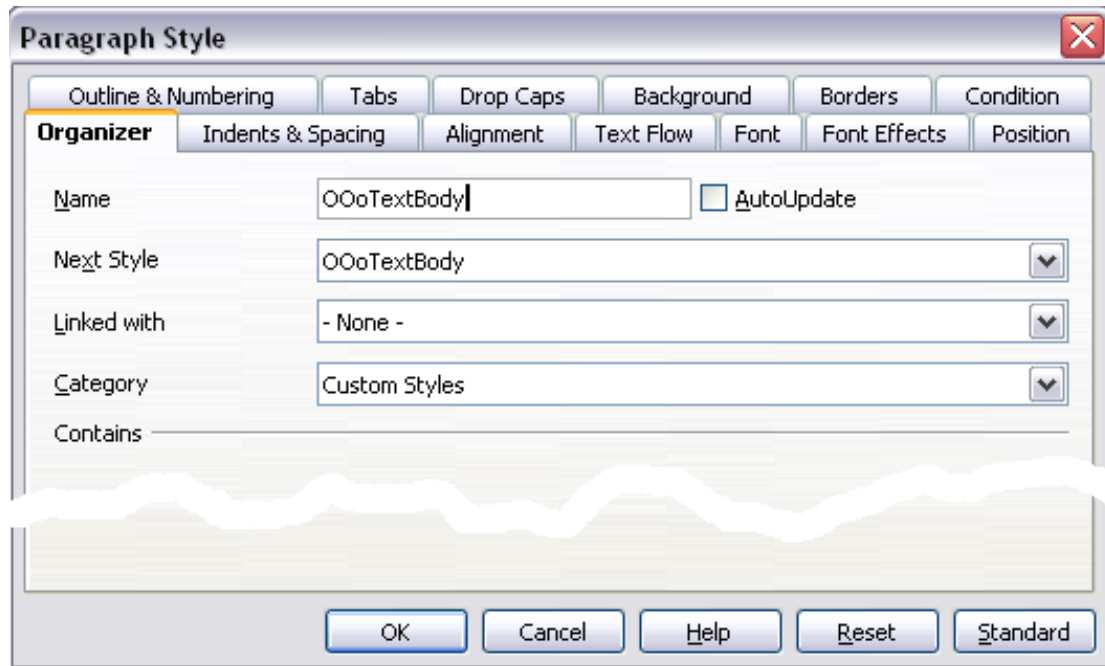 Paragraph Style
Outline & Numbering Tabs Drop Caps Background Borders Condition
Organizer Indents & Spacing Alignment Text Flow Font Font Effects Position
Name OOoTextBody AutoUpdate
Next Style OOoTextBody
Linked with - None -
Category Custom Styles
Contains
OK Cancel Help Reset Standard